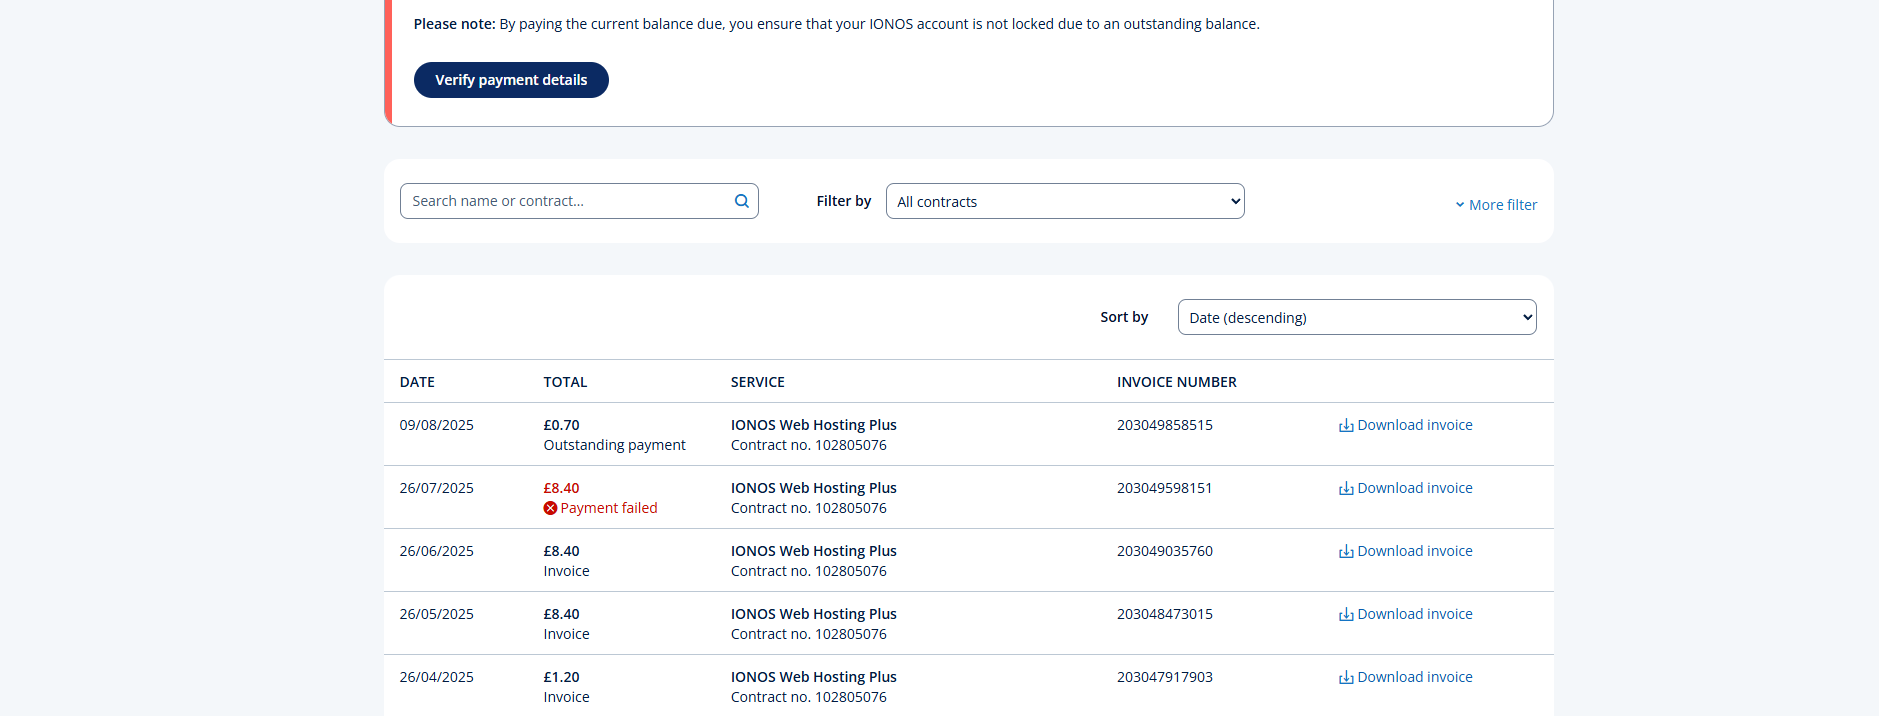 Please note: By paying the current balance due, you ensure that your IONOS account is not locked due to an outstanding balance.
Verify payment details
Search name or contract...
Filter by
All contracts
More filter
Sort by
Date (descending)
DATE TOTAL SERVICE INVOICE NUMBER
09/08/2025 £0.70 IONOS Web Hosting Plus 203049858515 Download invoice
Outstanding payment Contract no. 102805076
26/07/2025 £8.40 IONOS Web Hosting Plus 203049598151 Download invoice
Payment failed Contract no. 102805076
26/06/2025 £8.40 IONOS Web Hosting Plus 203049035760 Download invoice
Invoice Contract no. 102805076
26/05/2025 £8.40 IONOS Web Hosting Plus 203048473015 Download invoice
Invoice Contract no. 102805076
26/04/2025 £1.20 IONOS Web Hosting Plus 203047917903 Download invoice
Invoice Contract no. 102805076